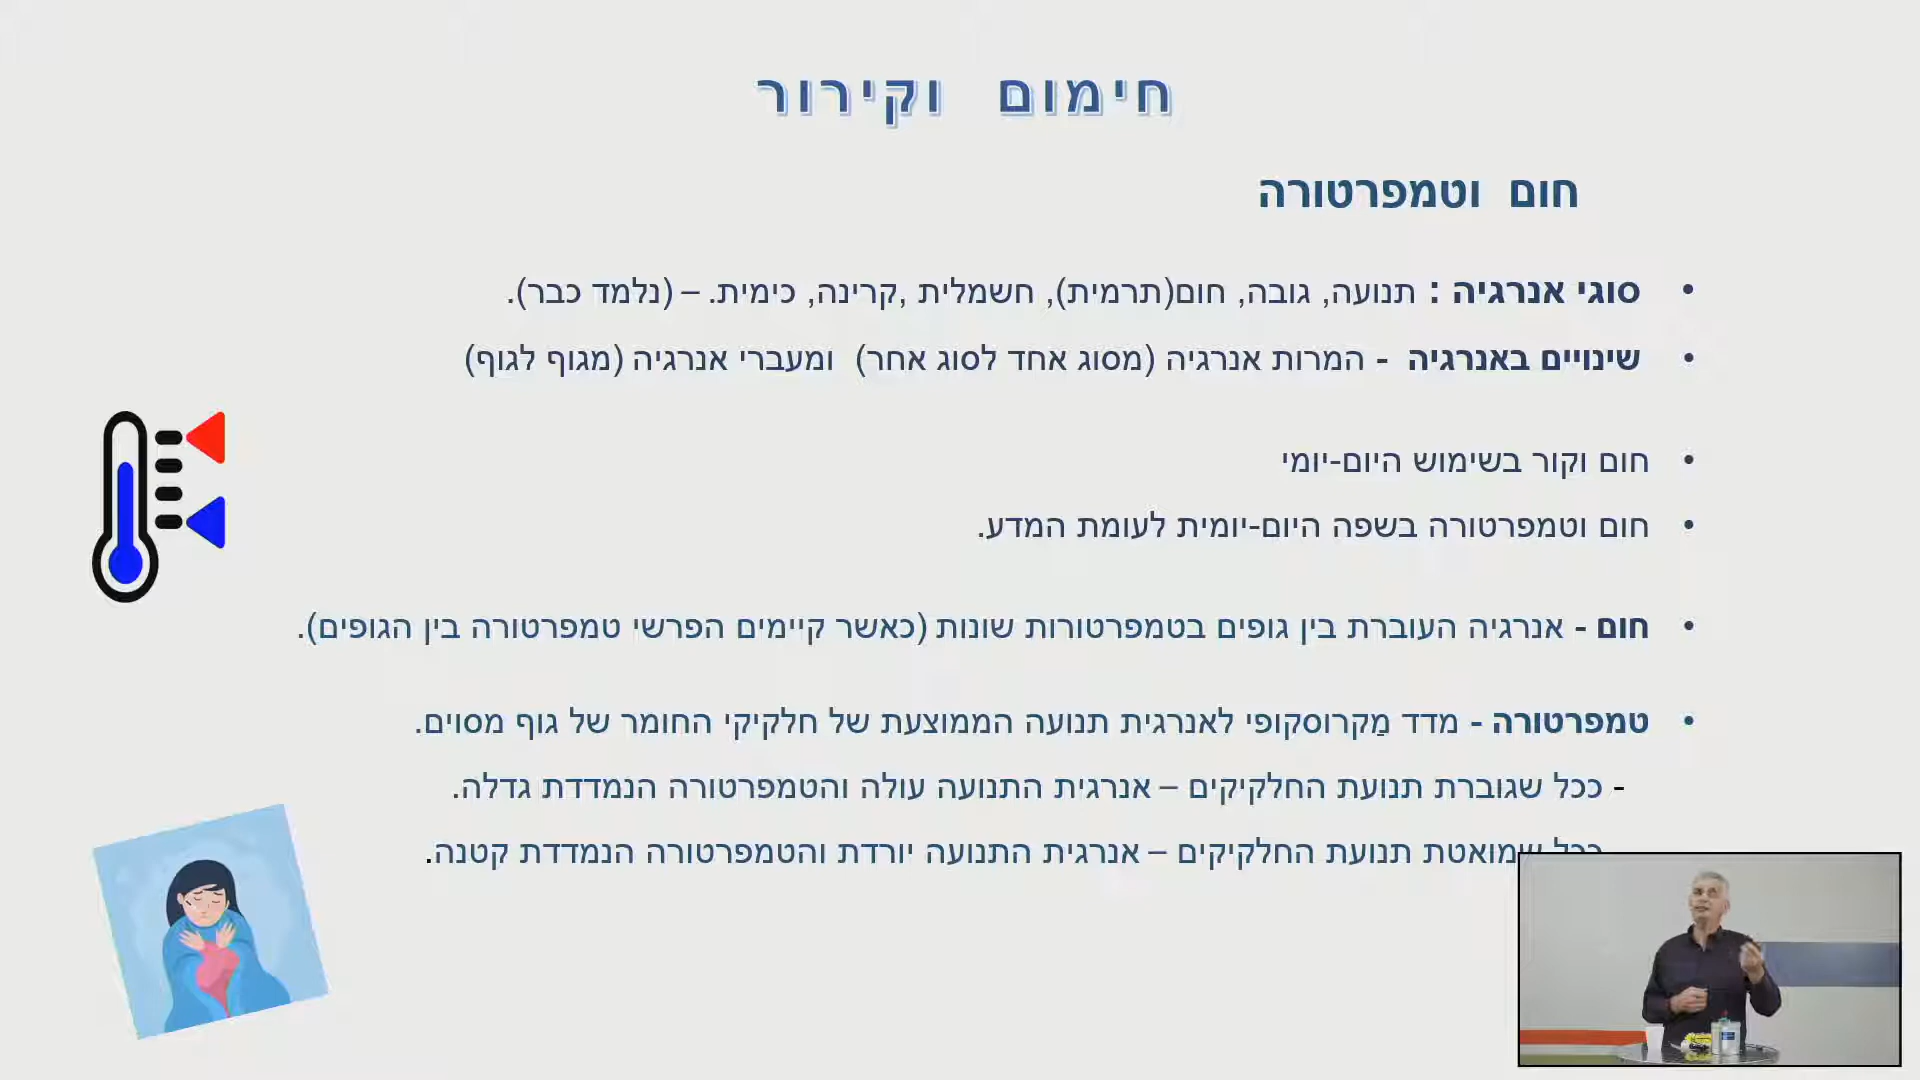 חימום וקירור
חום וטמפרטורה
• סוגי אנרגיה : תנועה, גובה, חום(תרמית), חשמלית ,קרינה, כימית. – (נלמד כבר).
• שינויים באנרגיה - המרות אנרגיה (מסוג אחד לסוג אחר) ומעברי אנרגיה (מגוף לגוף)
• חום וקור בשימוש היום-יומי
• חום וטמפרטורה בשפה היום-יומית לעומת המדע.
• חום - אנרגיה העוברת בין גופים בטמפרטורות שונות (כאשר קיימים הפרשי טמפרטורה בין הגופים).
• טמפרטורה - מדד מַקרוסקופי לאנרגית תנועה הממוצעת של חלקיקי החומר של גוף מסוים.
- ככל שגוברת תנועת החלקיקים – אנרגית התנועה עולה והטמפרטורה הנמדדת גדלה.
ככל שמואטת תנועת החלקיקים – אנרגית התנועה יורדת והטמפרטורה הנמדדת קטנה.